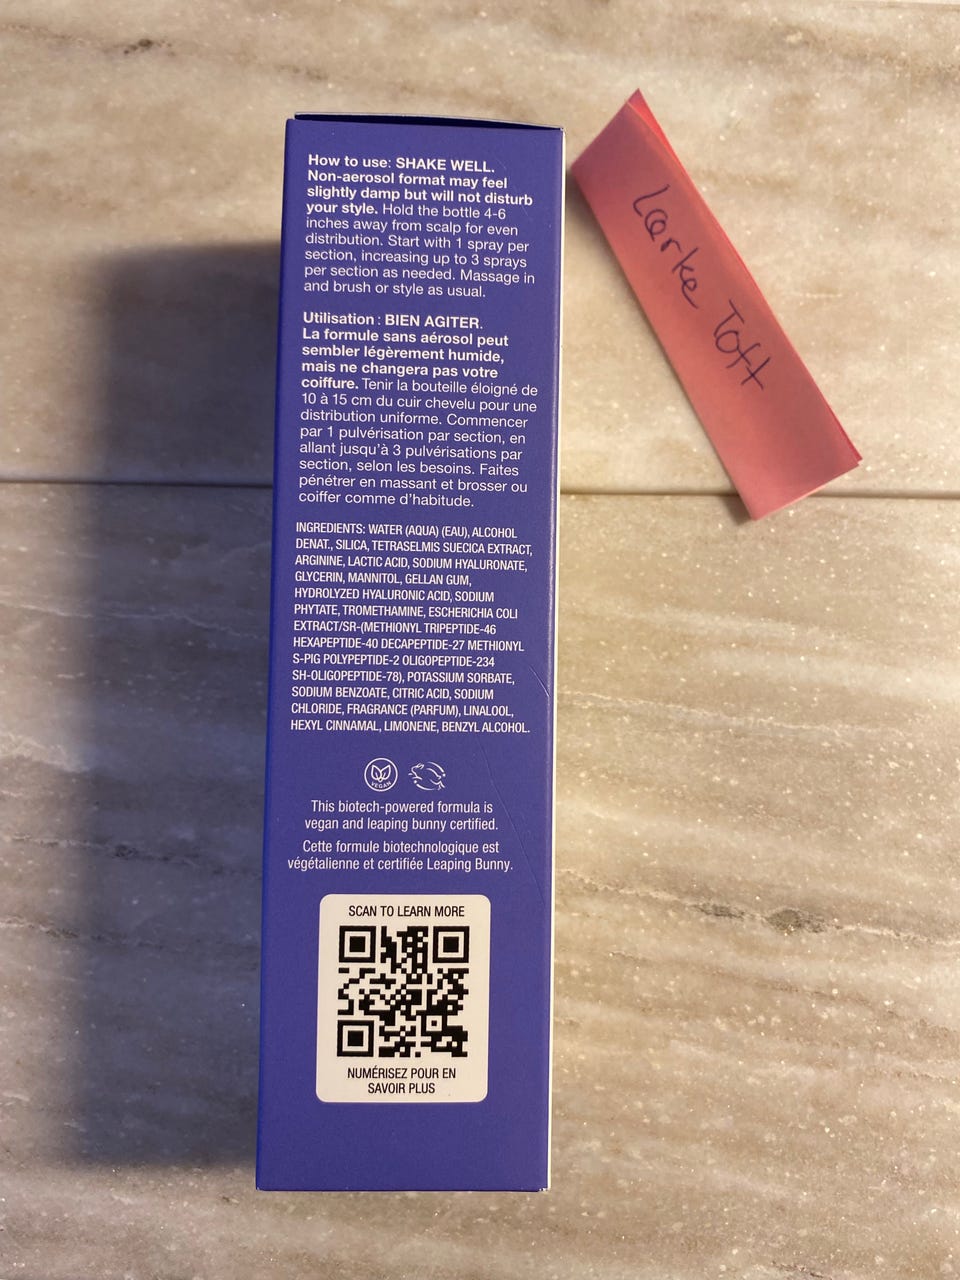 How to use: SHAKE WELL.
Non-aerosol format may feel
slightly damp but will not disturb
your style. Hold the bottle 4-6
inches away from scalp for even
distribution. Start with 1 spray per
section, increasing up to 3 sprays
per section as needed. Massage in
and brush or style as usual.
Utilisation : BIEN AGITER.
La formule sans aérosol peut
sembler légèrement humide,
mais ne changera pas votre
coiffure. Tenir la bouteille éloigné de
10 à 15 cm du cuir chevelu pour une
distribution uniforme. Commencer
par 1 pulvérisation par section, en
allant jusqu'à 3 pulvérisations par
section, selon les besoins. Faites
pénétrer en massant et brosser ou
coiffer comme d'habitude.
INGREDIENTS: WATER (AQUA) (EAU), ALCOHOL
DENAT., SILICA, TETRASELMIS SUECICA EXTRACT,
ARGININE, LACTIC ACID, SODIUM HYALURONATE,
GLYCERIN, MANNITOL, GELLAN GUM,
HYDROLYZED HYALURONIC ACID, SODIUM
PHYTATE, TROMETHAMINE, ESCHERICHIA COLI
EXTRACT/SR-(METHIONYL TRIPEPTIDE-46
HEXAPEPTIDE-40 DECAPEPTIDE-27 METHIONYL
S-PIG POLYPEPTIDE-2 OLIGOPEPTIDE-234
SH-OLIGOPEPTIDE-78), POTASSIUM SORBATE,
SODIUM BENZOATE, CITRIC ACID, SODIUM
CHLORIDE, FRAGRANCE (PARFUM), LINALOOL,
HEXYL CINNAMAL, LIMONENE, BENZYL ALCOHOL.
VEGAN
This biotech-powered formula is
vegan and leaping bunny certified.
Cette formule biotechnologique est
végétalienne et certifiée Leaping Bunny.
SCAN TO LEARN MORE
NUMÉRISEZ POUR EN
SAVOIR PLUS
Lærke Toft